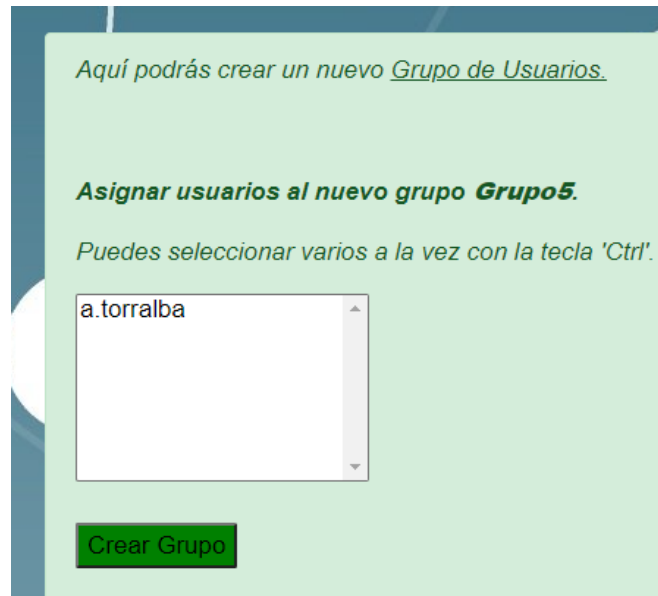 Aquí podrás crear un nuevo Grupo de Usuarios.
Asignar usuarios al nuevo grupo Grupo5.
Puedes seleccionar varios a la vez con la tecla 'Ctrl'.
a.torralba
Crear Grupo